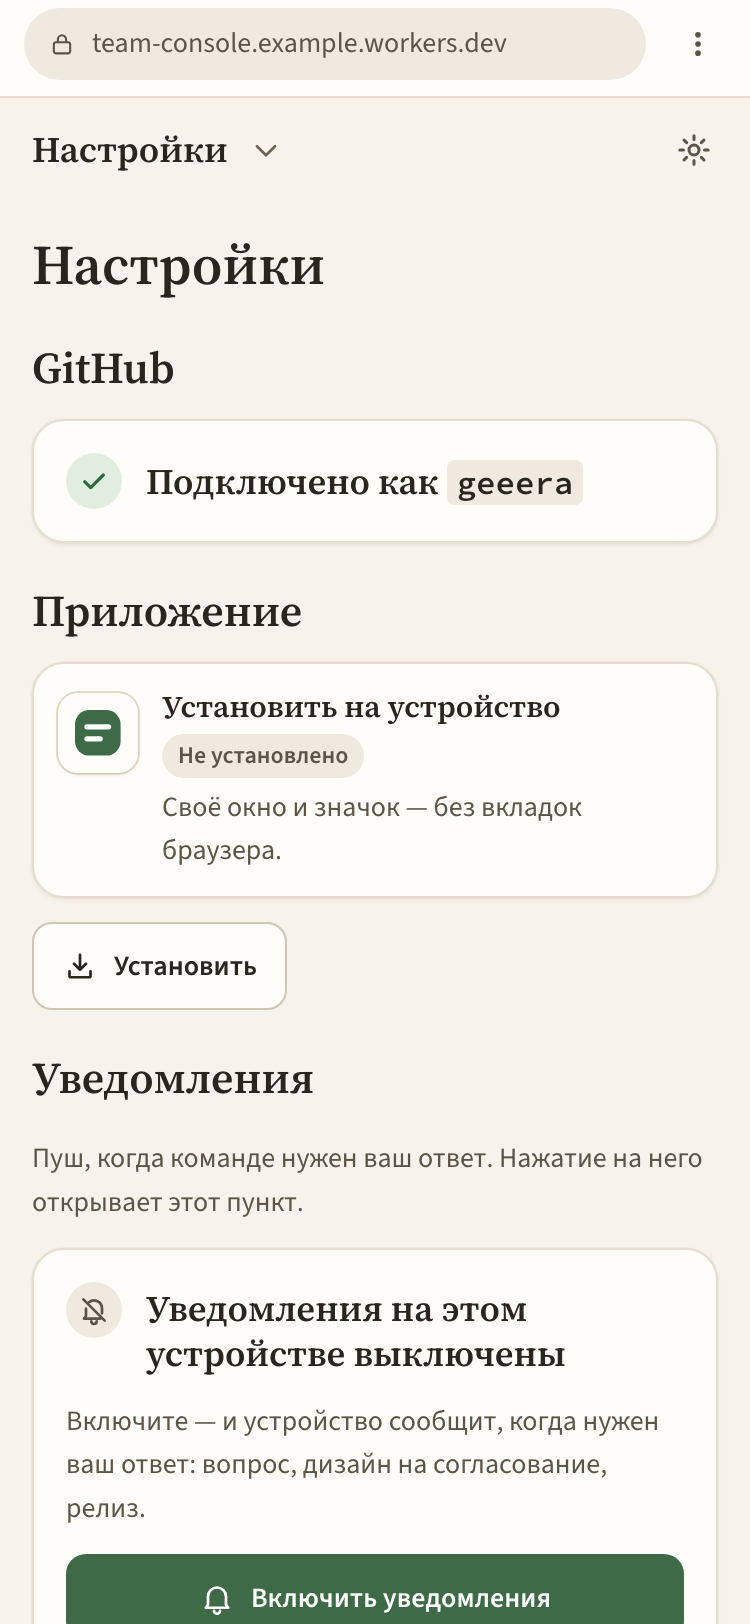 team-console.example.workers.dev
Настройки
Настройки
GitHub
Подключено как geeera
Приложение
Установить на устройство
Не установлено
Своё окно и значок — без вкладок
браузера.
Установить
Уведомления
Пуш, когда команде нужен ваш ответ. Нажатие на него
открывает этот пункт.
Уведомления на этом
устройстве выключены
Включите — и устройство сообщит, когда нужен
ваш ответ: вопрос, дизайн на согласование,
релиз.
Включить уведомления